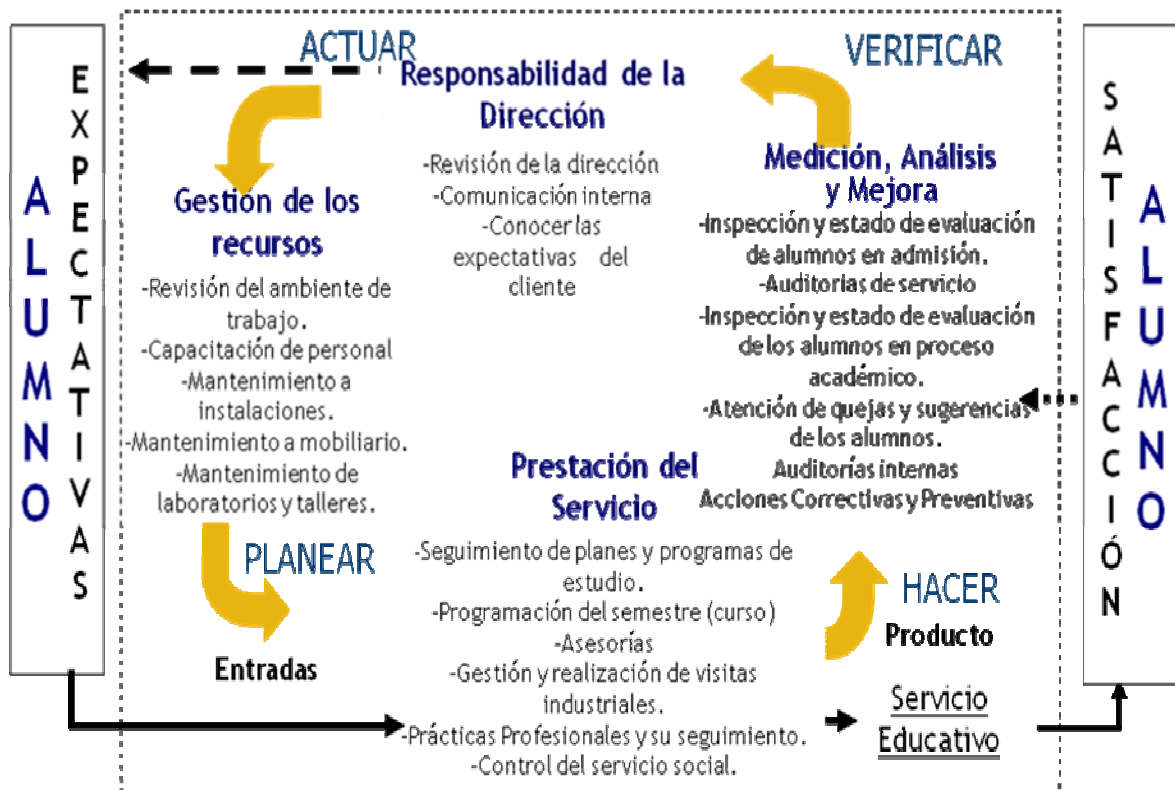 ALUMNO
EXPECTATIVAS
ACTUAR
VERIFICAR
Responsabilidad de la
Dirección
-Revisión de la dirección
-Comunicación interna
-Conocer las
expectativas del
cliente
Gestión de los
recursos
-Revisión del ambiente de
trabajo.
-Capacitación de personal
-Mantenimiento a
instalaciones.
-Mantenimiento a mobiliario.
-Mantenimiento de
laboratorios y talleres.
Medición, Análisis
y Mejora
-Inspección y estado de evaluación
de alumnos en admisión.
-Auditorias de servicio
-Inspección y estado de evaluación
de los alumnos en proceso
académico.
-Atención de quejas y sugerencias
de los alumnos.
Auditorías internas
Acciones Correctivas y Preventivas
PLANEAR
Entradas
Prestación del
Servicio
-Seguimiento de planes y programas de
estudio.
-Programación del semestre (curso)
-Asesorías
-Gestión y realización de visitas
industriales.
-Prácticas Profesionales y su seguimiento.
-Control del servicio social.
HACER
Producto
Servicio
Educativo
SATISFACCIÓN
ALUMNO